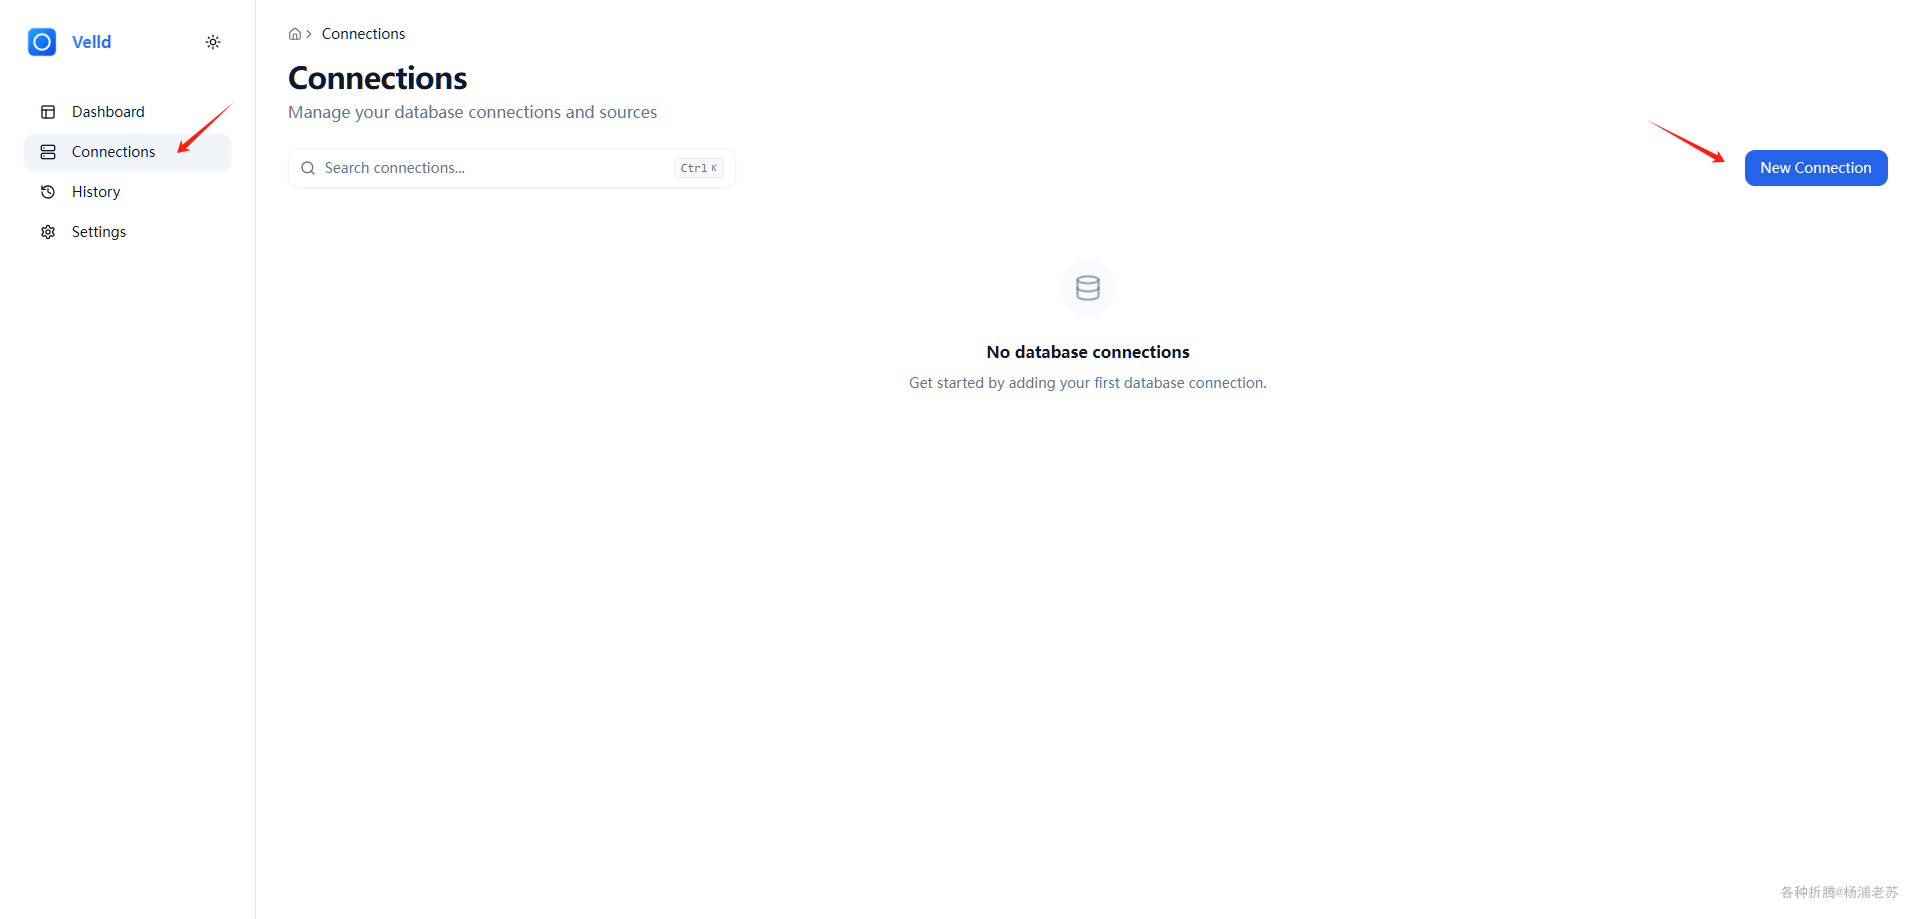 Velld
Dashboard
Connections
History
Settings
Connections
Connections
Manage your database connections and sources
Search connections...
Ctrl K
New Connection
No database connections
Get started by adding your first database connection.
各种折腾@杨浦老苏